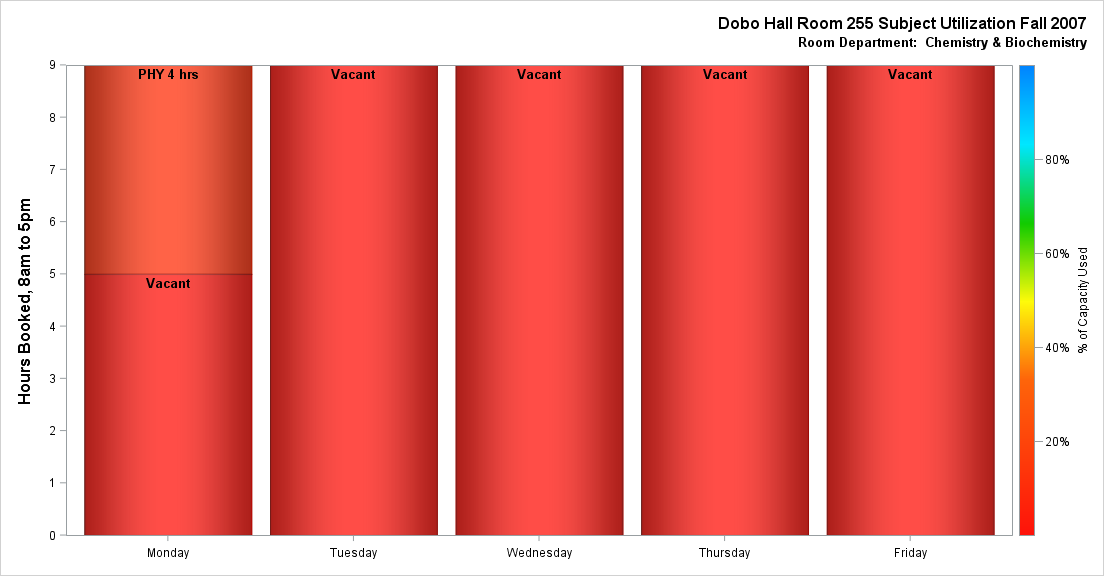 Dobo Hall Room 255 Subject Utilization Fall 2007
Room Department:  Chemistry & Biochemistry
Hours Booked, 8am to 5pm
9
8
7
6
5
4
3
2
1
0
PHY 4 hrs
Vacant
Vacant
Vacant
Vacant
Vacant
Monday
Tuesday
Wednesday
Thursday
Friday
80%
60%
40%
20%
% of Capacity Used